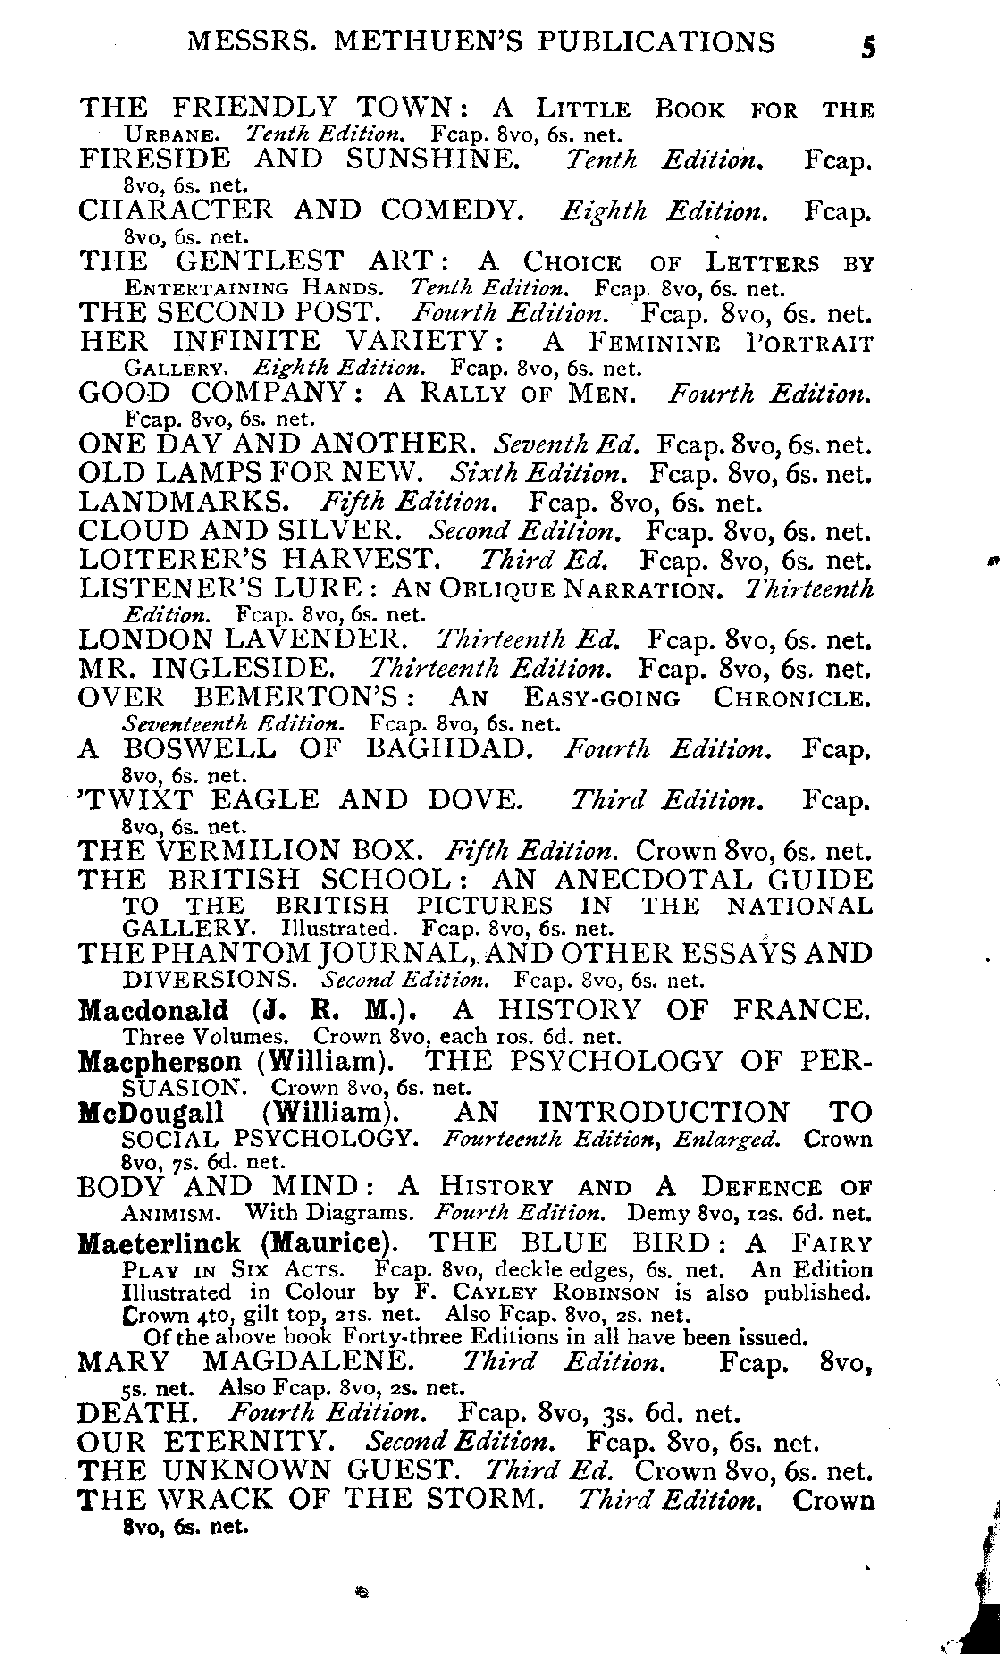 MESSRS. METHUEN'S PUBLICATIONS 5
THE FRIENDLY TOWN: A LITTLE BOOK FOR THE
URBANE. Tenth Edition. Fcap. 8vo, 6s. net.
FIRESIDE AND SUNSHINE. Tenth Edition. Fcap.
8vo, 6s. net.
CHARACTER AND COMEDY. Eighth Edition. Fcap.
8vo, 6s. net.
THE GENTLEST ART: A CHOICE OF LETTERS BY
ENTERTAINING HANDS. Tenth Edition. Fcap. 8vo, 6s. net.
THE SECOND POST. Fourth Edition. Fcap. 8vo, 6s. net.
HER INFINITE VARIETY: A FEMININE PORTRAIT
GALLERY. Eighth Edition. Fcap. 8vo, 6s. net.
GOOD COMPANY: A RALLY OF MEN. Fourth Edition.
Fcap. 8vo, 6s. net.
ONE DAY AND ANOTHER. Seventh Ed. Fcap. 8vo, 6s. net.
OLD LAMPS FOR NEW. Sixth Edition. Fcap. 8vo, 6s. net.
LANDMARKS. Fifth Edition. Fcap. 8vo, 6s. net.
CLOUD AND SILVER. Second Edition. Fcap. 8vo, 6s. net.
LOITERER'S HARVEST. Third Ed. Fcap. 8vo, 6s. net.
LISTENER'S LURE: AN OBLIQUE NARRATION. Thirteenth
Edition. Fcap. 8vo, 6s. net.
LONDON LAVENDER. Thirteenth Ed. Fcap. 8vo, 6s. net.
MR. INGLESIDE. Thirteenth Edition. Fcap. 8vo, 6s. net.
OVER BEMERTON'S: AN EASY-GOING CHRONICLE.
Seventeenth Edition. Fcap. 8vo, 6s. net.
A BOSWELL OF BAGHDAD. Fourth Edition. Fcap.
8vo, 6s. net.
'TWIXT EAGLE AND DOVE. Third Edition. Fcap.
8vo, 6s. net.
THE VERMILION BOX. Fifth Edition. Crown 8vo, 6s. net.
THE BRITISH SCHOOL: AN ANECDOTAL GUIDE
TO THE BRITISH PICTURES IN THE NATIONAL
GALLERY. Illustrated. Fcap. 8vo, 6s. net.
THE PHANTOM JOURNAL, AND OTHER ESSAYS AND
DIVERSIONS. Second Edition. Fcap. 8vo, 6s. net.
Macdonald (J. R. M.). A HISTORY OF FRANCE.
Three Volumes. Crown 8vo, each 10s. 6d. net.
Macpherson (William). THE PSYCHOLOGY OF PER-
SUASION. Crown 8vo, 6s. net.
McDougall (William). AN INTRODUCTION TO
SOCIAL PSYCHOLOGY. Fourteenth Edition, Enlarged. Crown
8vo, 7s. 6d. net.
BODY AND MIND: A HISTORY AND A DEFENCE OF
ANIMISM. With Diagrams. Fourth Edition. Demy 8vo, 12s. 6d. net.
Maeterlinck (Maurice). THE BLUE BIRD: A FAIRY
PLAY IN SIX ACTS. Fcap. 8vo, deckle edges, 6s. net. An Edition
Illustrated in Colour by F. CAYLEY ROBINSON is also published.
Crown 4to, gilt top, 21s. net. Also Fcap. 8vo, 2s. net.
Of the above book Forty-three Editions in all have been issued.
MARY MAGDALENE. Third Edition. Fcap. 8vo,
5s. net. Also Fcap. 8vo, 2s. net.
DEATH. Fourth Edition. Fcap. 8vo, 3s. 6d. net.
OUR ETERNITY. Second Edition. Fcap. 8vo, 6s. net.
THE UNKNOWN GUEST. Third Ed. Crown 8vo, 6s. net.
THE WRACK OF THE STORM. Third Edition. Crown
8vo, 6s. net.